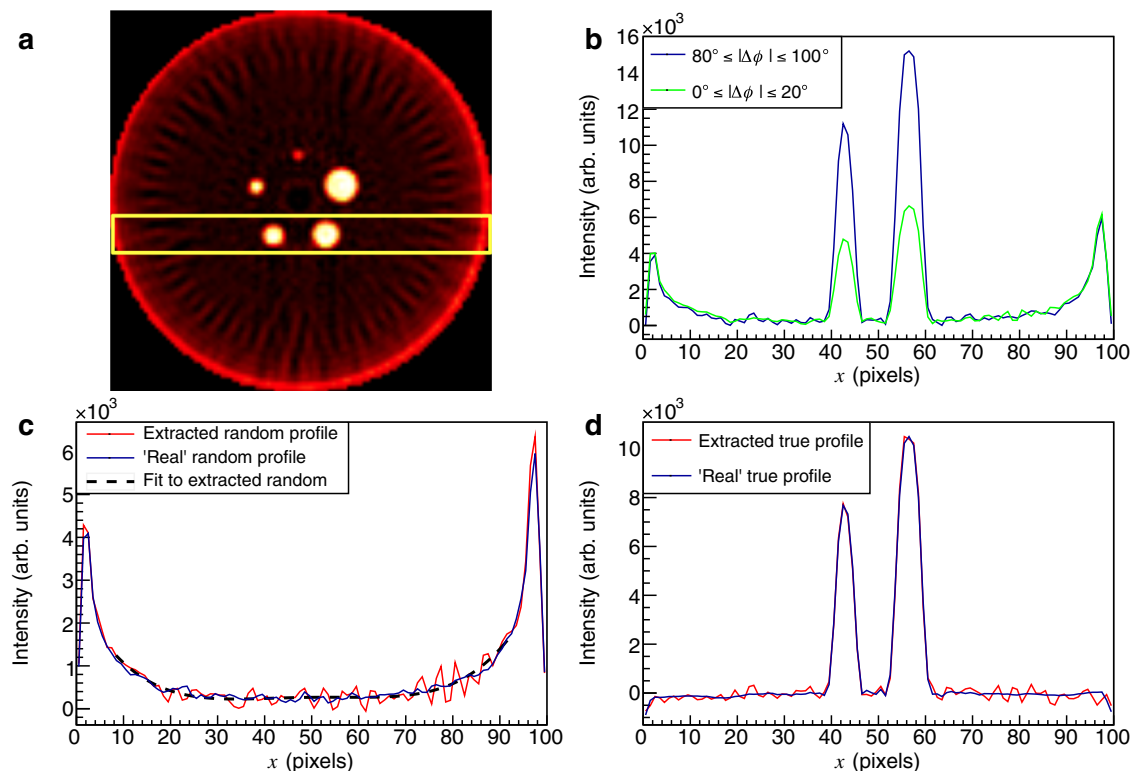 a
b
×10³
16
14
12
10
8
6
4
2
0
Intensity (arb. units)
80° ≤ |Δϕ | ≤ 100°
0° ≤ |Δϕ | ≤ 20°
0 10 20 30 40 50 60 70 80 90 100
x (pixels)
c
×10³
6
5
4
3
2
1
0
Intensity (arb. units)
Extracted random profile
'Real' random profile
Fit to extracted random
0 10 20 30 40 50 60 70 80 90 100
x (pixels)
d
×10³
10
8
6
4
2
0
Intensity (arb. units)
Extracted true profile
'Real' true profile
0 10 20 30 40 50 60 70 80 90 100
x (pixels)